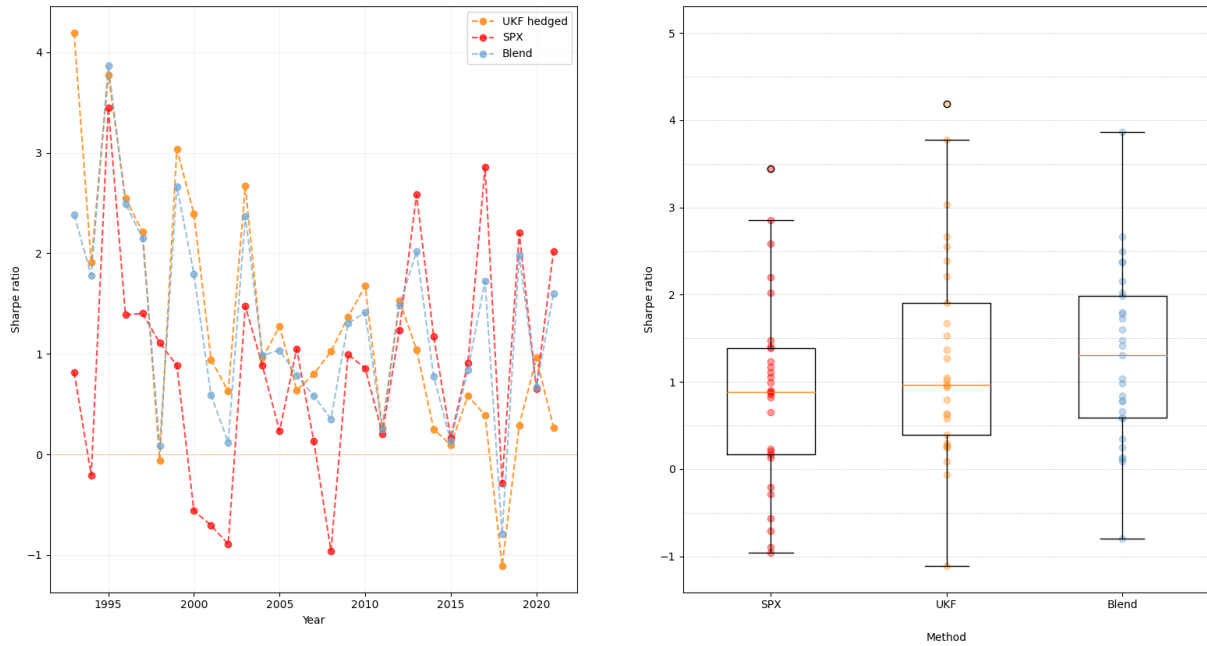 UKF hedged
SPX
Blend
Sharpe ratio
4
3
2
1
0
−1
1995
2000
2005
2010
2015
2020
Year
Sharpe ratio
5
4
3
2
1
0
−1
SPX
UKF
Blend
Method